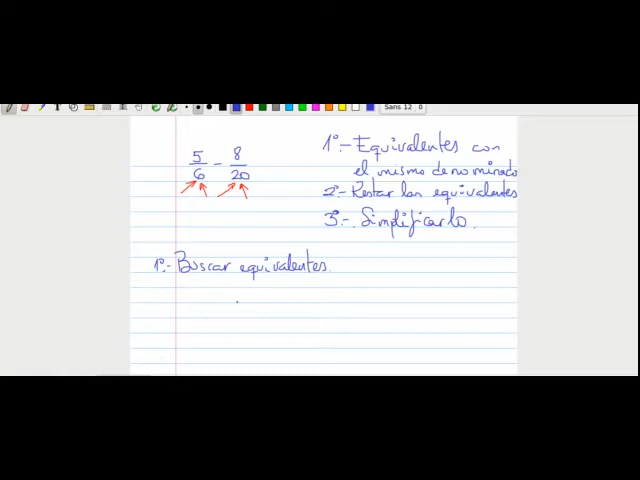 Sans 12
5/6 - 8/20
1º.- Equivalentes con
el mismo denominado
2º.- Restar las equivalentes
3º.- Simplificarlo.
1º.- Buscar equivalentes.